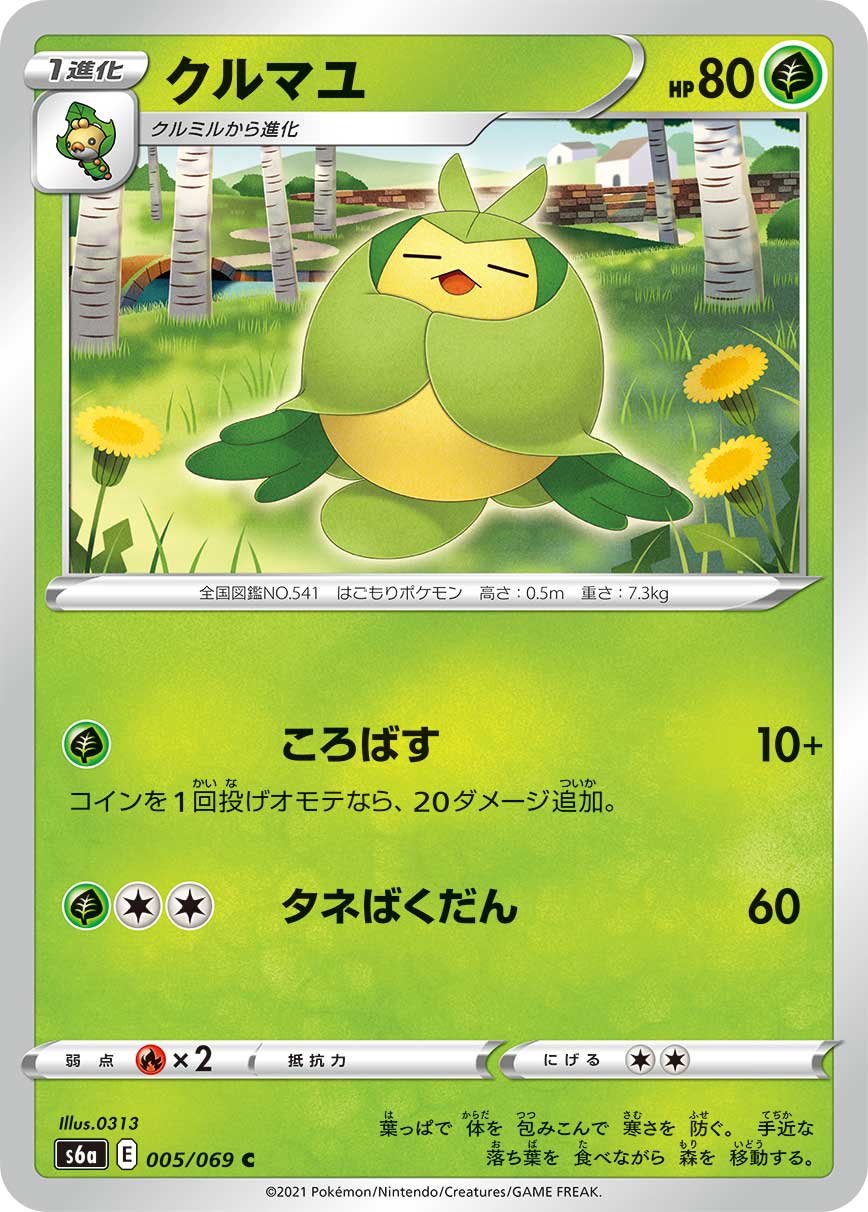 1進化
クルマユ
HP80
クルミルから進化
全国図鑑NO.541 はごもりポケモン 高さ:0.5m 重さ:7.3kg
ころばす 10+
コインを1回投げオモテなら、20ダメージ追加。
タネばくだん 60
弱点 ×2 抵抗力 にげる
Illus.0313
葉っぱで 体を 包みこんで 寒さを 防ぐ。 手近な
落ち葉を 食べながら 森を 移動する。
s6a E 005/069 C
©2021 Pokémon/Nintendo/Creatures/GAME FREAK.